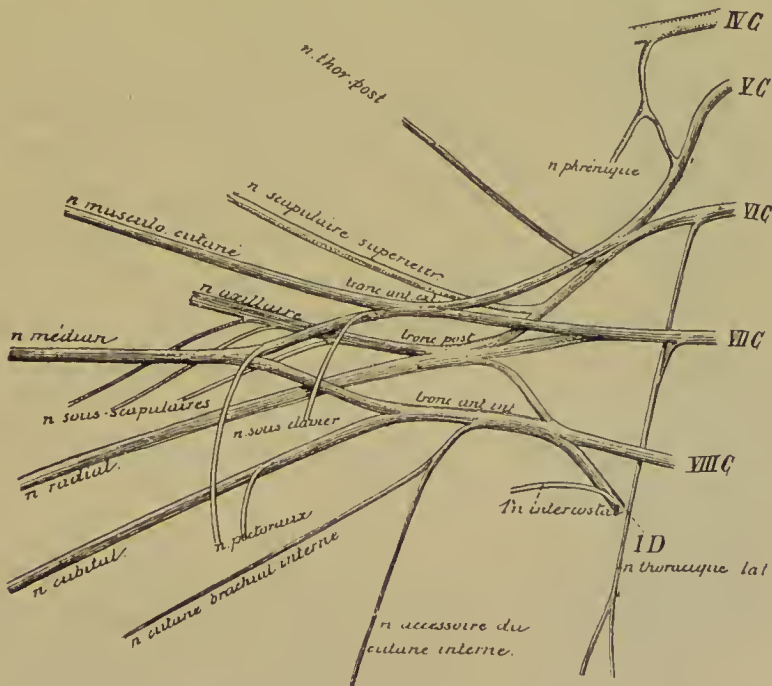 IV C
V.C
n. thor. post
n phrénique
n scapulaire superieur
VI C
n musculo. cutané
tronc ant ext
n axillaire
n médian
tronc post
VII C
n sous-scapulaires
n. sous clavier
tronc ant int
n radial.
VIII C
1r n intercostal
n. pectoraux
1 D
n thoracique lat
n cubital.
n cutané brachial interne
n accessoire du
cutané interne.